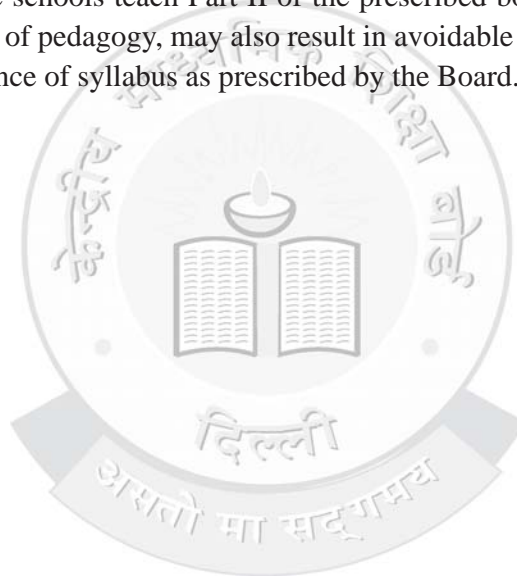 schools teach Part II of the prescribed bo
of pedagogy, may also result in avoidable
nce of syllabus as prescribed by the Board.
केन्द्रीय माध्यमिक शिक्षा बोर्ड
दिल्ली
असतो मा सद्गमय